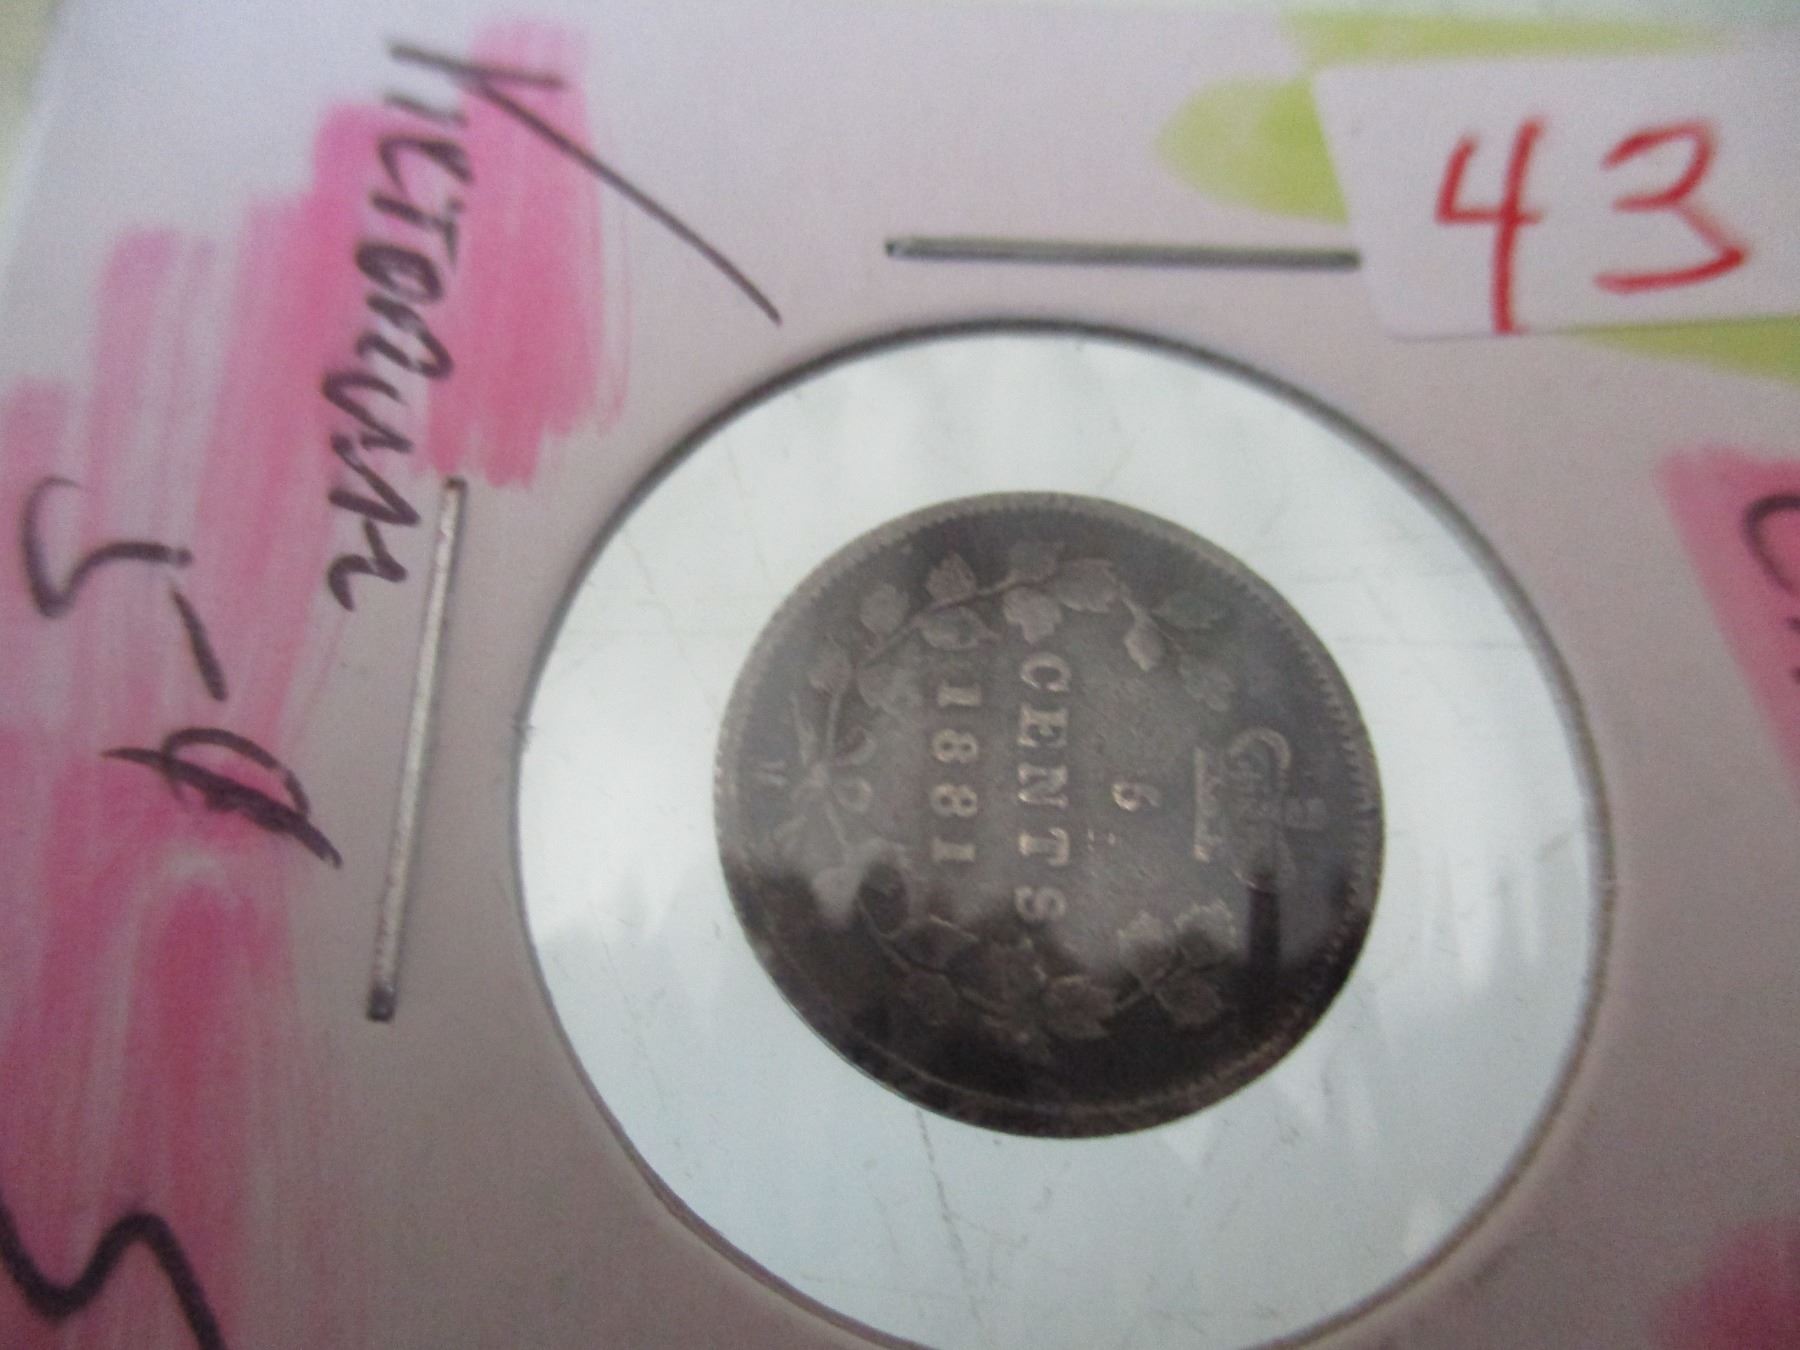 43
VICTORIAN
5-¢
5
CENTS
1881
H